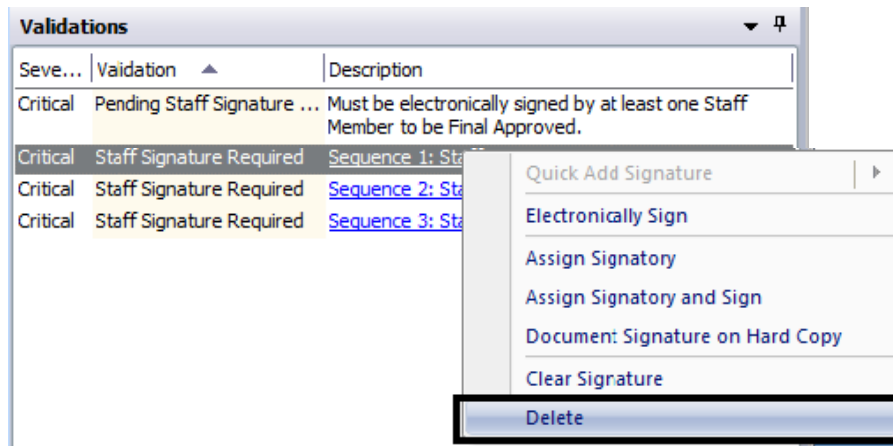 Validations
Seve... Vaidation Description
Critical Pending Staff Signature ... Must be electronically signed by at least one Staff
Member to be Final Approved.
Critical Staff Signature Required Sequence 1:
Critical Staff Signature Required Sequence 2: Sta
Critical Staff Signature Required Sequence 3: Sta
Quick Add Signature
Electronically Sign
Assign Signatory
Assign Signatory and Sign
Document Signature on Hard Copy
Clear Signature
Delete